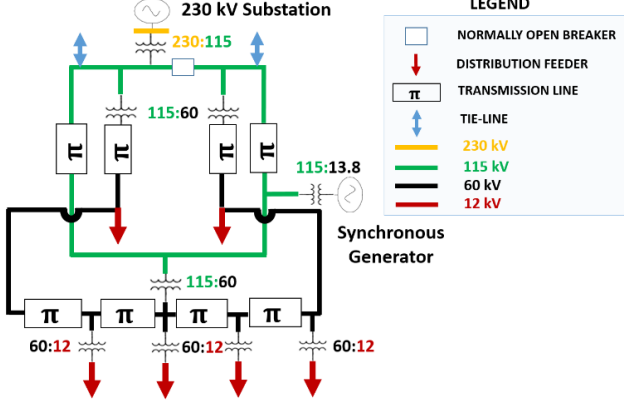 230 kV Substation
LEGEND
230:115
NORMALLY OPEN BREAKER
DISTRIBUTION FEEDER
π TRANSMISSION LINE
TIE-LINE
230 kV
115 kV
60 kV
12 kV
115:60
π π π π
115:13.8
Synchronous
Generator
115:60
π π π π
60:12 60:12 60:12